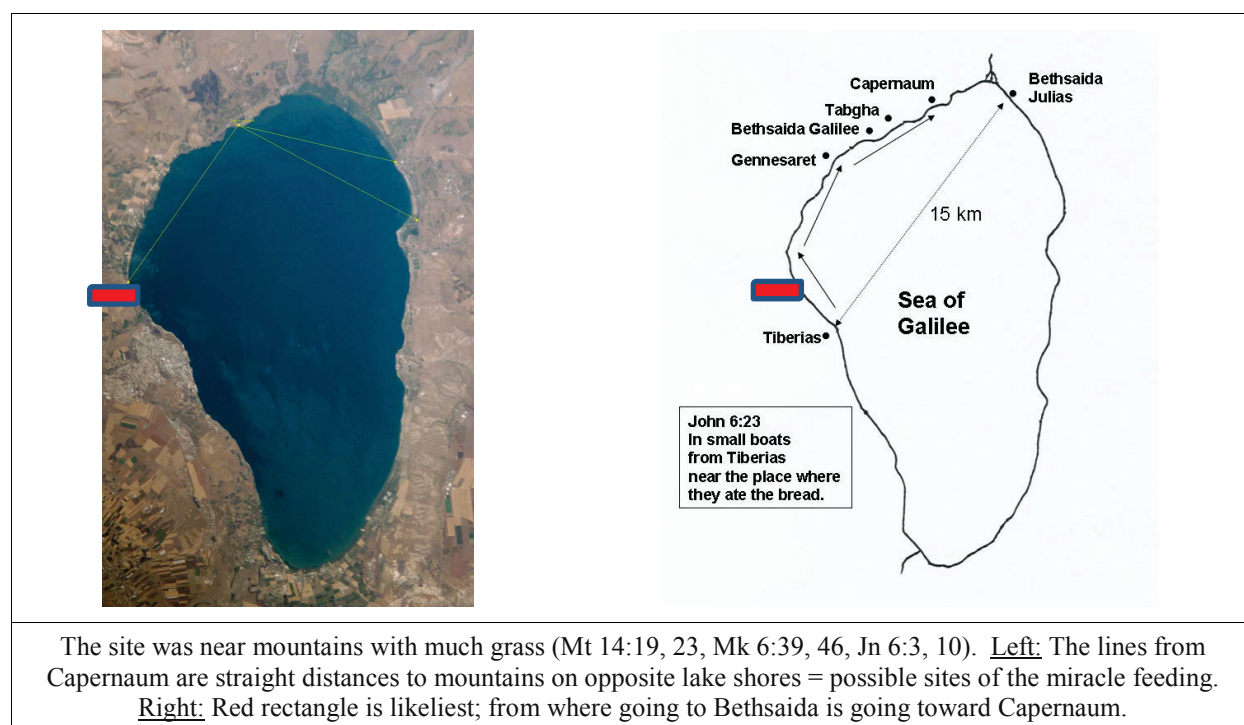 Capernaum
Bethsaida
Julias
Tabgha
Bethsaida Galilee
Gennesaret
15 km
Sea of
Galilee
Tiberias
John 6:23
In small boats
from Tiberias
near the place where
they ate the bread.
The site was near mountains with much grass (Mt 14:19, 23, Mk 6:39, 46, Jn 6:3, 10). Left: The lines from
Capernaum are straight distances to mountains on opposite lake shores = possible sites of the miracle feeding.
Right: Red rectangle is likeliest; from where going to Bethsaida is going toward Capernaum.